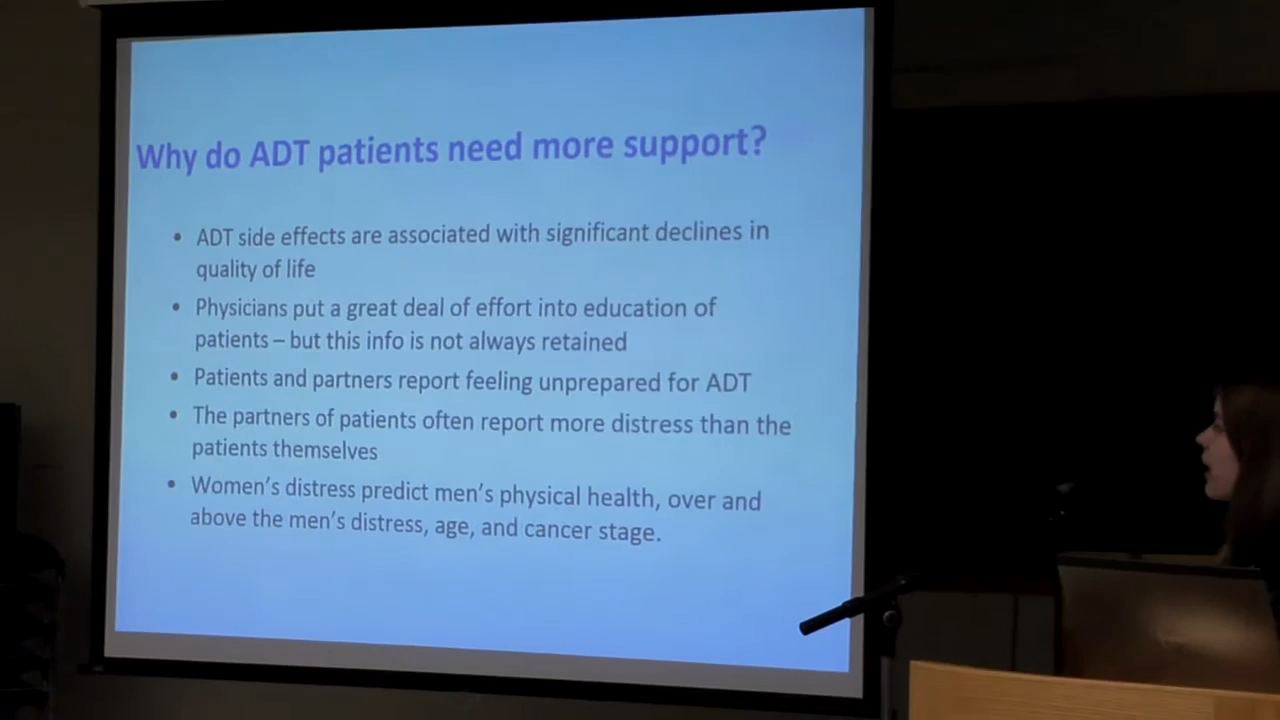 Why do ADT patients need more support?
• ADT side effects are associated with significant declines in
quality of life
• Physicians put a great deal of effort into education of
patients – but this info is not always retained
• Patients and partners report feeling unprepared for ADT
• The partners of patients often report more distress than the
patients themselves
• Women's distress predict men's physical health, over and
above the men's distress, age, and cancer stage.